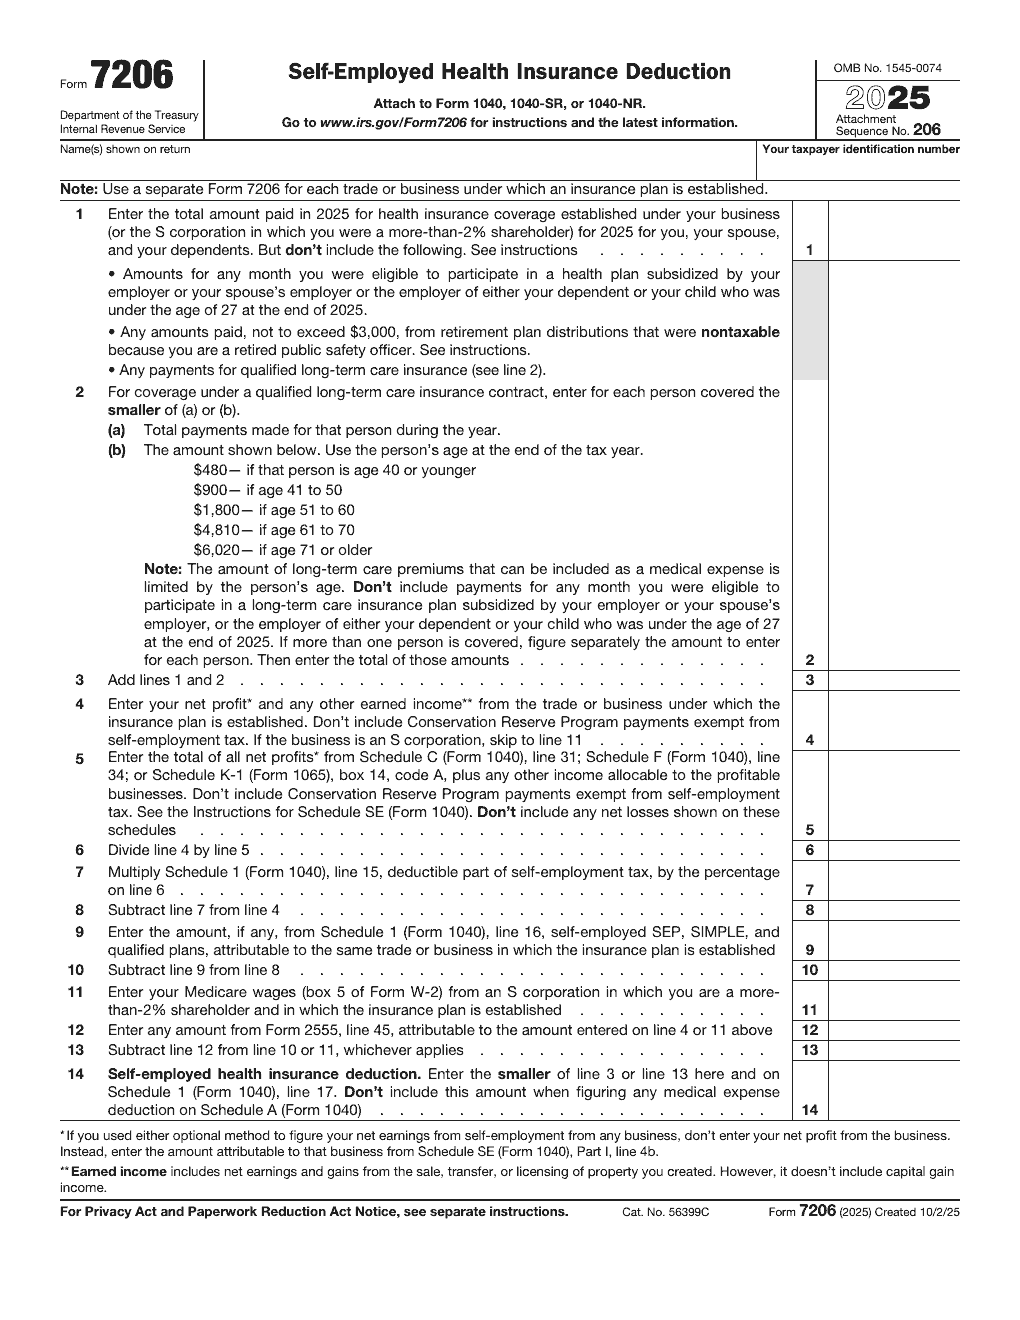 Form 7206
Department of the Treasury
Internal Revenue Service
Self-Employed Health Insurance Deduction
Attach to Form 1040, 1040-SR, or 1040-NR.
Go to www.irs.gov/Form7206 for instructions and the latest information.
OMB No. 1545-0074
2025
Attachment
Sequence No. 206
Name(s) shown on return
Your taxpayer identification number
Note: Use a separate Form 7206 for each trade or business under which an insurance plan is established.
1 Enter the total amount paid in 2025 for health insurance coverage established under your business
(or the S corporation in which you were a more-than-2% shareholder) for 2025 for you, your spouse,
and your dependents. But don't include the following. See instructions . . . . . . . . . 1
• Amounts for any month you were eligible to participate in a health plan subsidized by your
employer or your spouse's employer or the employer of either your dependent or your child who was
under the age of 27 at the end of 2025.
• Any amounts paid, not to exceed $3,000, from retirement plan distributions that were nontaxable
because you are a retired public safety officer. See instructions.
• Any payments for qualified long-term care insurance (see line 2).
2 For coverage under a qualified long-term care insurance contract, enter for each person covered the
smaller of (a) or (b).
(a) Total payments made for that person during the year.
(b) The amount shown below. Use the person's age at the end of the tax year.
$480— if that person is age 40 or younger
$900— if age 41 to 50
$1,800— if age 51 to 60
$4,810— if age 61 to 70
$6,020— if age 71 or older
Note: The amount of long-term care premiums that can be included as a medical expense is
limited by the person's age. Don't include payments for any month you were eligible to
participate in a long-term care insurance plan subsidized by your employer or your spouse's
employer, or the employer of either your dependent or your child who was under the age of 27
at the end of 2025. If more than one person is covered, figure separately the amount to enter
for each person. Then enter the total of those amounts . . . . . . . . . . . . 2
3 Add lines 1 and 2 . . . . . . . . . . . . . . . . . . . . . . . 3
4 Enter your net profit* and any other earned income** from the trade or business under which the
insurance plan is established. Don't include Conservation Reserve Program payments exempt from
self-employment tax. If the business is an S corporation, skip to line 11 . . . . . . . . . 4
5 Enter the total of all net profits* from Schedule C (Form 1040), line 31; Schedule F (Form 1040), line
34; or Schedule K-1 (Form 1065), box 14, code A, plus any other income allocable to the profitable
businesses. Don't include Conservation Reserve Program payments exempt from self-employment
tax. See the Instructions for Schedule SE (Form 1040). Don't include any net losses shown on these
schedules . . . . . . . . . . . . . . . . . . . . . . . . 5
6 Divide line 4 by line 5 . . . . . . . . . . . . . . . . . . . . . . 6
7 Multiply Schedule 1 (Form 1040), line 15, deductible part of self-employment tax, by the percentage
on line 6 . . . . . . . . . . . . . . . . . . . . . . . . . 7
8 Subtract line 7 from line 4 . . . . . . . . . . . . . . . . . . . . 8
9 Enter the amount, if any, from Schedule 1 (Form 1040), line 16, self-employed SEP, SIMPLE, and
qualified plans, attributable to the same trade or business in which the insurance plan is established 9
10 Subtract line 9 from line 8 . . . . . . . . . . . . . . . . . . . . 10
11 Enter your Medicare wages (box 5 of Form W-2) from an S corporation in which you are a more-
than-2% shareholder and in which the insurance plan is established . . . . . . . . . 11
12 Enter any amount from Form 2555, line 45, attributable to the amount entered on line 4 or 11 above 12
13 Subtract line 12 from line 10 or 11, whichever applies . . . . . . . . . . . . . 13
14 Self-employed health insurance deduction. Enter the smaller of line 3 or line 13 here and on
Schedule 1 (Form 1040), line 17. Don't include this amount when figuring any medical expense
deduction on Schedule A (Form 1040) . . . . . . . . . . . . . . . . . 14
* If you used either optional method to figure your net earnings from self-employment from any business, don't enter your net profit from the business.
Instead, enter the amount attributable to that business from Schedule SE (Form 1040), Part I, line 4b.
** Earned income includes net earnings and gains from the sale, transfer, or licensing of property you created. However, it doesn't include capital gain
income.
For Privacy Act and Paperwork Reduction Act Notice, see separate instructions.
Cat. No. 56399C
Form 7206 (2025) Created 10/2/25